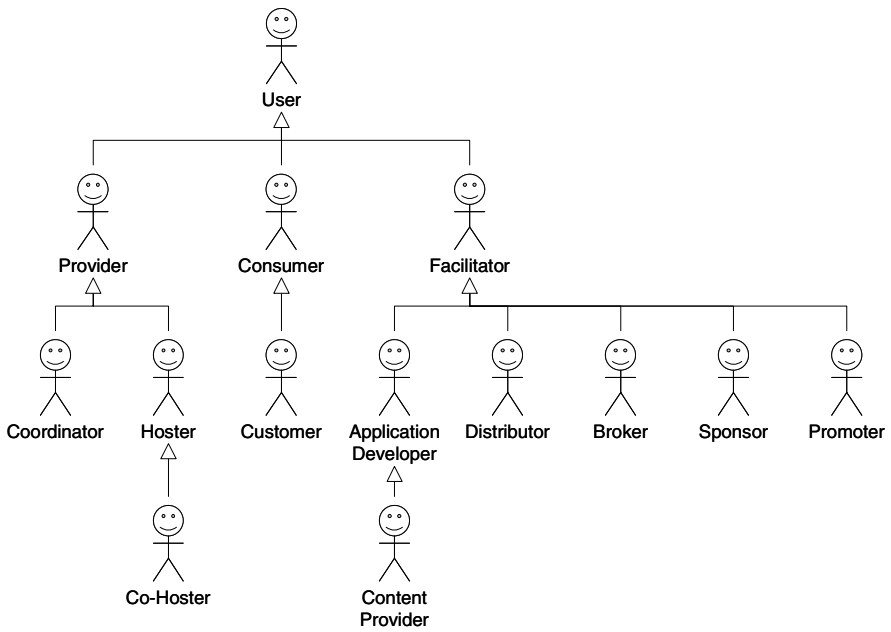 User
Provider
Consumer
Facilitator
Coordinator
Hoster
Customer
Application
Developer
Distributor
Broker
Sponsor
Promoter
Co-Hoster
Content
Provider